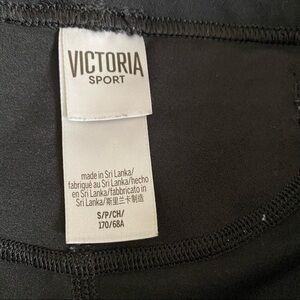 VICTORIA
SPORT
made in Sri Lanka/
fabriqué au Sri Lanka/hecho
en Sri Lanka/fabbricato in
Sri Lanka/斯里兰卡制造
S/P/CH/
170/68A